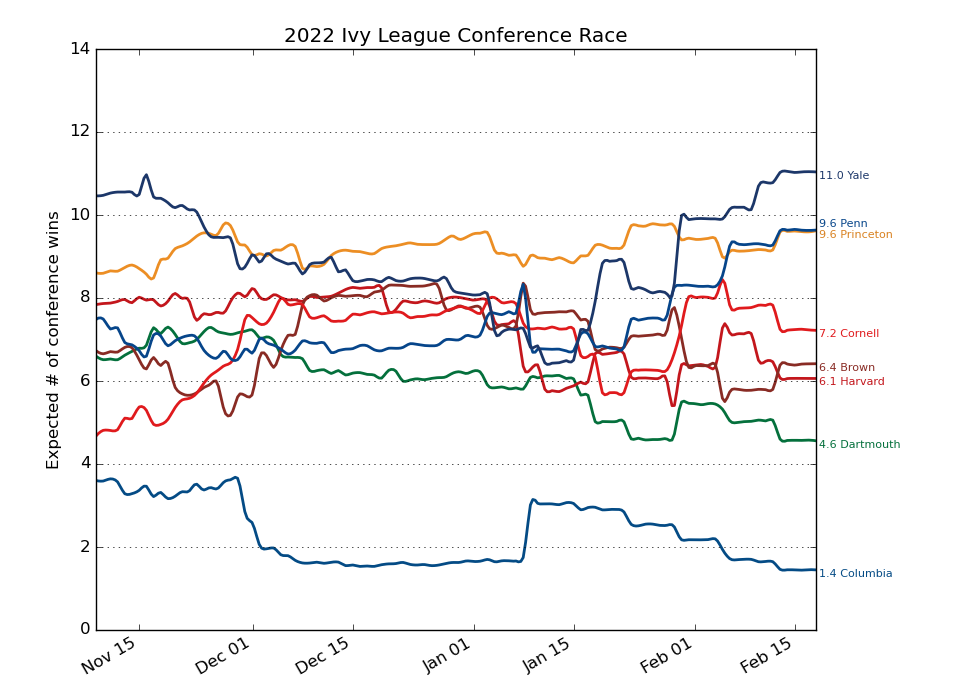 2022 Ivy League Conference Race
Expected # of conference wins
14
12
10
8
6
4
2
0
11.0 Yale
9.6 Penn
9.6 Princeton
7.2 Cornell
6.4 Brown
6.1 Harvard
4.6 Dartmouth
1.4 Columbia
Nov 15
Dec 01
Dec 15
Jan 01
Jan 15
Feb 01
Feb 15